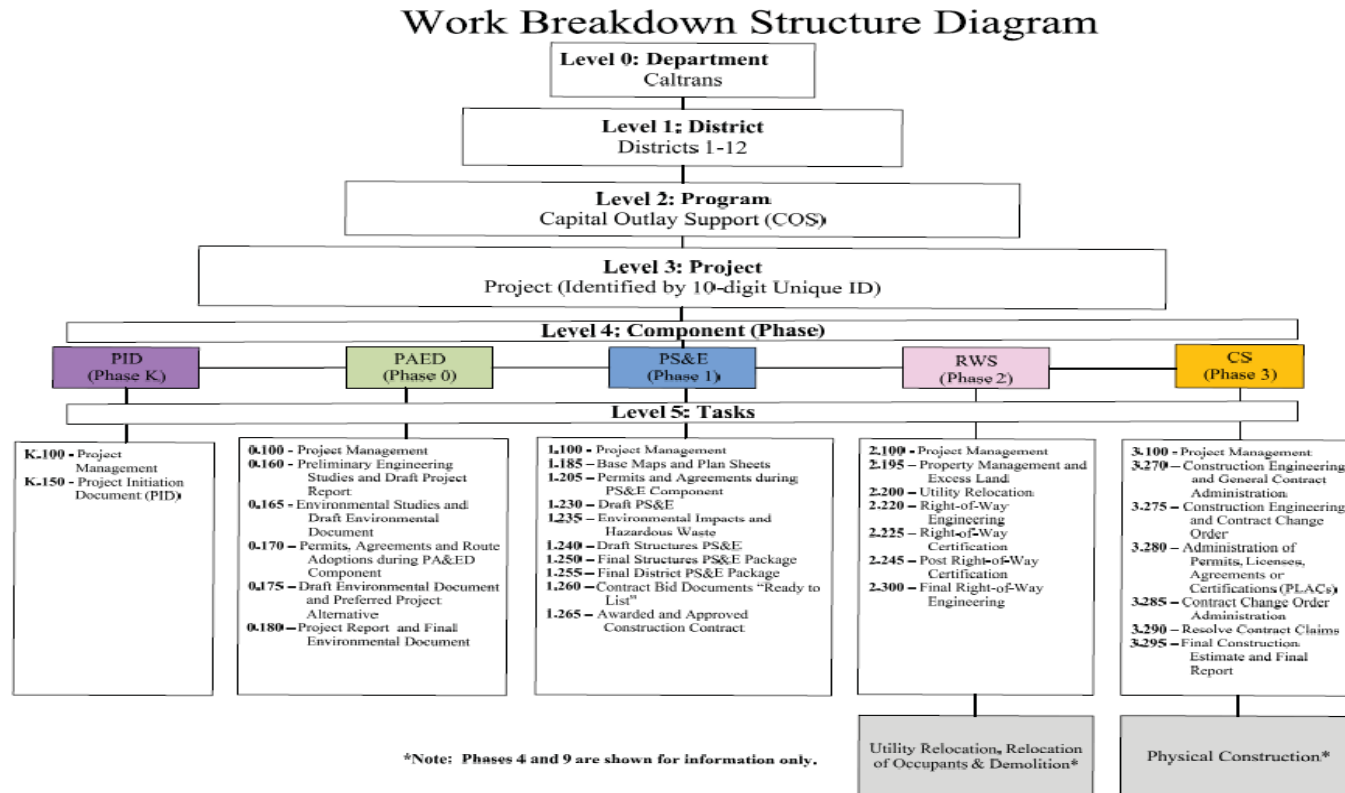 Work Breakdown Structure Diagram
Level 0: Department
Caltrans
Level 1: District
Districts 1-12
Level 2: Program
Capital Outlay Support (COS)
Level 3: Project
Project (Identified by 10-digit Unique ID)
Level 4: Component (Phase)
PID
(Phase K)
PAED
(Phase 0)
PS&E
(Phase 1)
RWS
(Phase 2)
CS
(Phase 3)
Level 5: Tasks
K.100 - Project
Management
K.150 - Project Initiation
Document (PID)
0.100 - Project Management
0.160 – Preliminary Engineering
Studies and Draft Project
Report
0.165 - Environmental Studies and
Draft Environmental
Document
0.170 – Permits, Agreements and Route
Adoptions during PA&ED
Component
0.175 – Draft Environmental Document
and Preferred Project
Alternative
0.180 – Project Report and Final
Environmental Document
1.100 - Project Management
1.185 – Base Maps and Plan Sheets
1.205 – Permits and Agreements during
PS&E Component
1.230 – Draft PS&E
1.235 – Environmental Impacts and
Hazardous Waste
1.240 – Draft Structures PS&E
1.250 – Final Structures PS&E Package
1.255 – Final District PS&E Package
1.260 – Contract Bid Documents “Ready to
List”
1.265 – Awarded and Approved
Construction Contract
2.100 - Project Management
2.195 – Property Management and
Excess Land
2.200 – Utility Relocation
2.220 – Right-of-Way
Engineering
2.225 – Right-of-Way
Certification
2.245 – Post Right-of-Way
Certification
2.300 – Final Right-of-Way
Engineering
3.100 - Project Management
3.270 – Construction Engineering
and General Contract
Administration
3.275 – Construction Engineering
and Contract Change
Order
3.280 – Administration of
Permits, Licenses,
Agreements or
Certifications (PLACs)
3.285 – Contract Change Order
Administration
3.290 – Resolve Contract Claims
3.295 – Final Construction
Estimate and Final
Report
*Note: Phases 4 and 9 are shown for information only.
Utility Relocation, Relocation
of Occupants & Demolition*
Physical Construction*